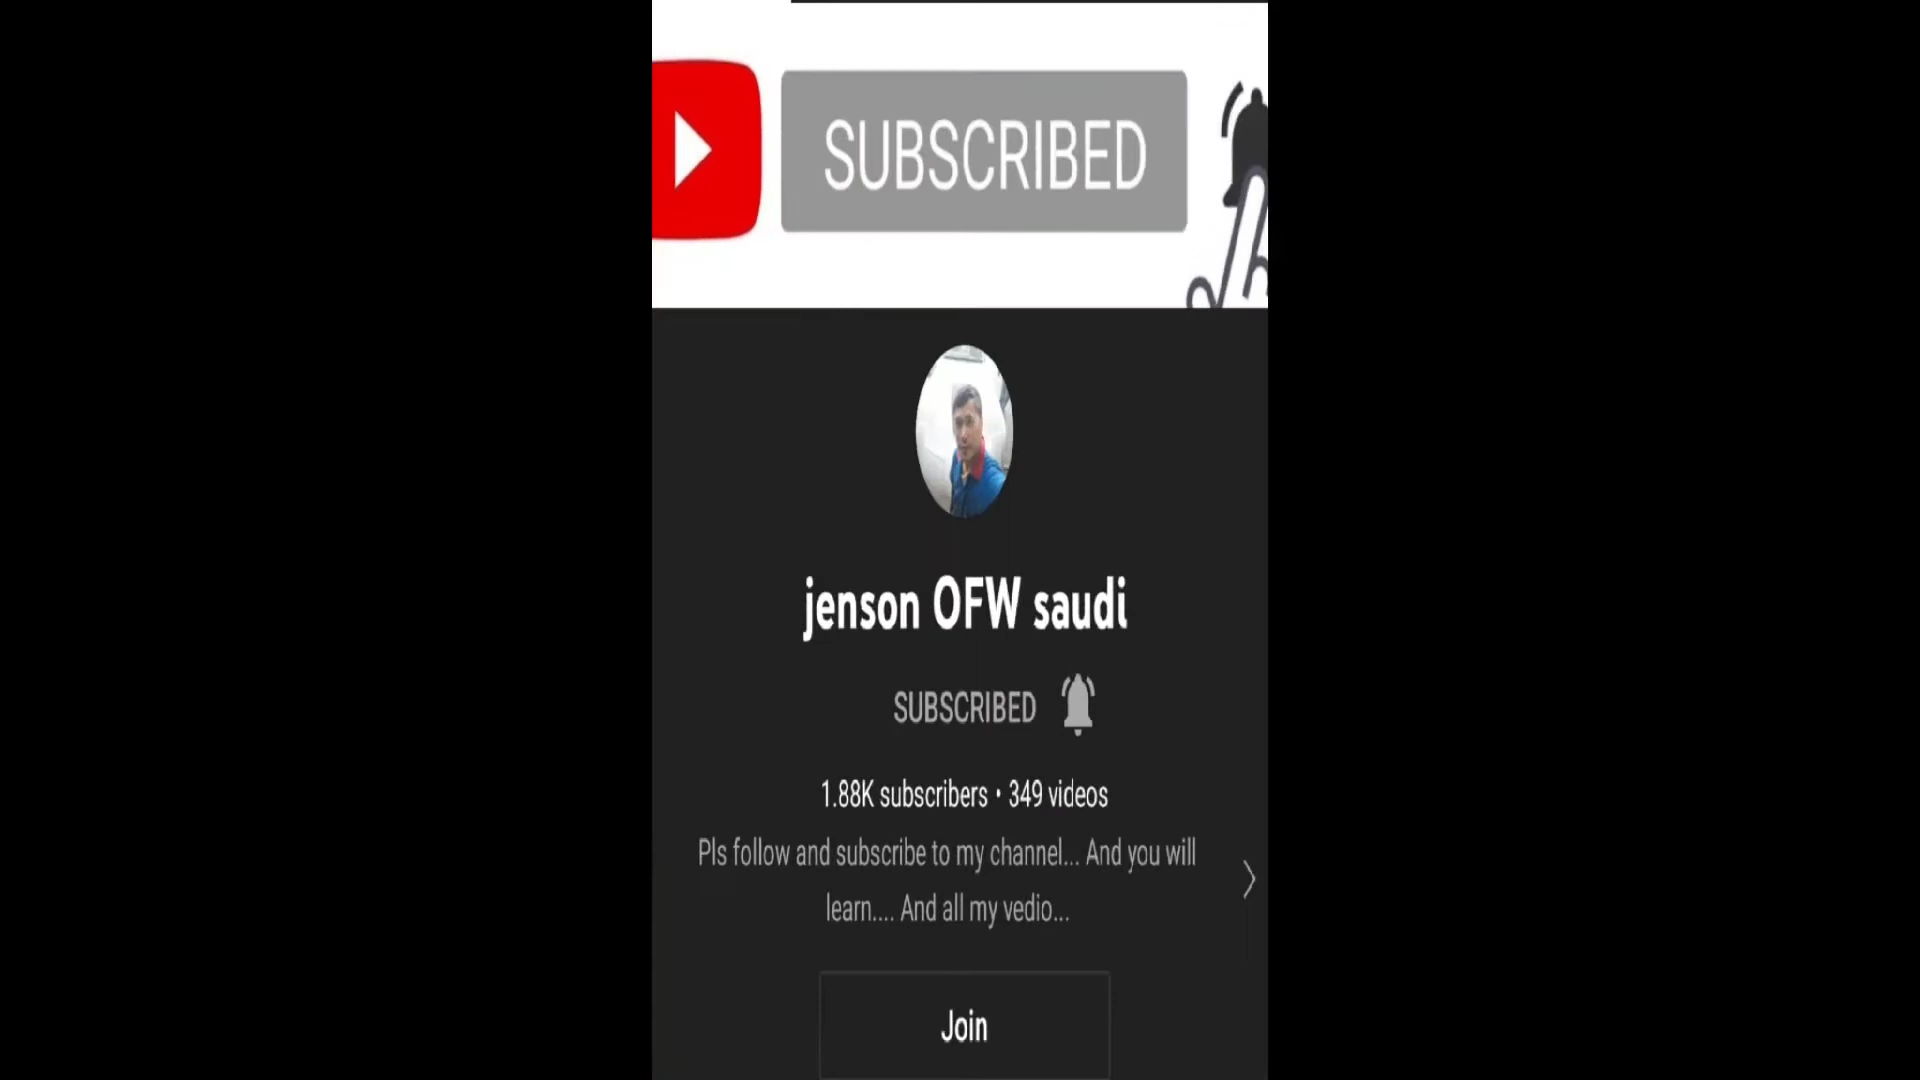 SUBSCRIBED
jenson OFW saudi
SUBSCRIBED
1.88K subscribers • 349 videos
Pls follow and subscribe to my channel... And you will
learn.... And all my vedio...
Join